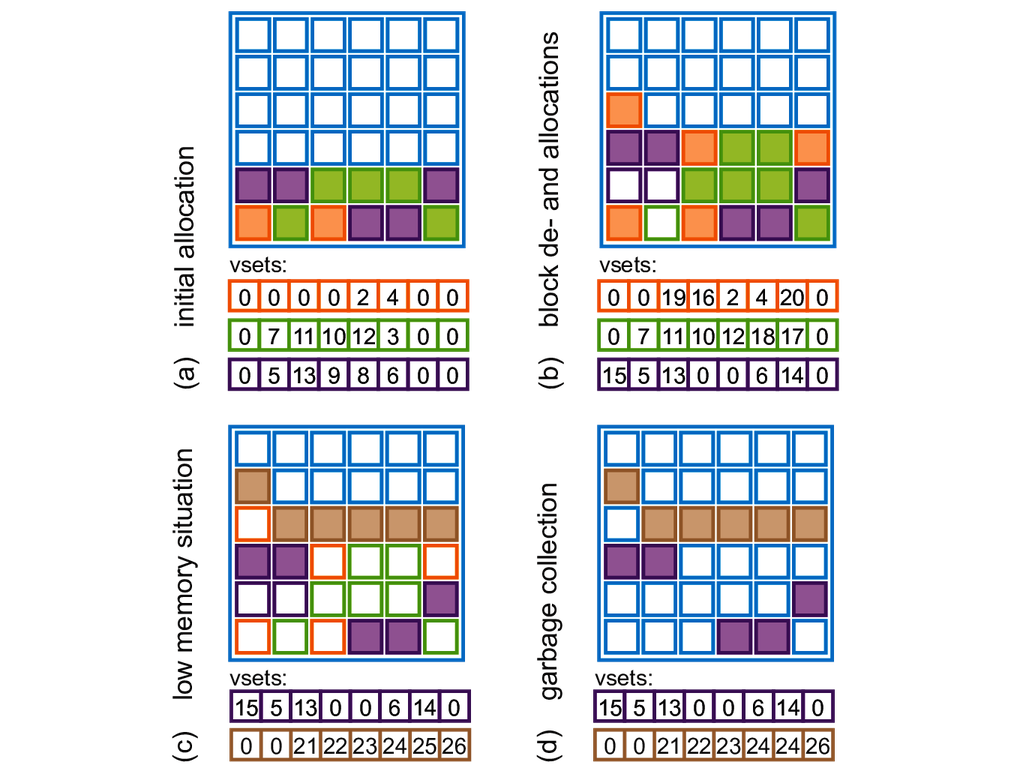 initial allocation
(a)
vsets:
0 0 0 0 2 4 0 0
0 7 11 10 12 3 0 0
0 5 13 9 8 6 0 0
block de- and allocations
(b)
vsets:
0 0 19 16 2 4 20 0
0 7 11 10 12 18 17 0
15 5 13 0 0 6 14 0
low memory situation
(c)
vsets:
15 5 13 0 0 6 14 0
0 0 21 22 23 24 25 26
garbage collection
(d)
vsets:
15 5 13 0 0 6 14 0
0 0 21 22 23 24 24 26